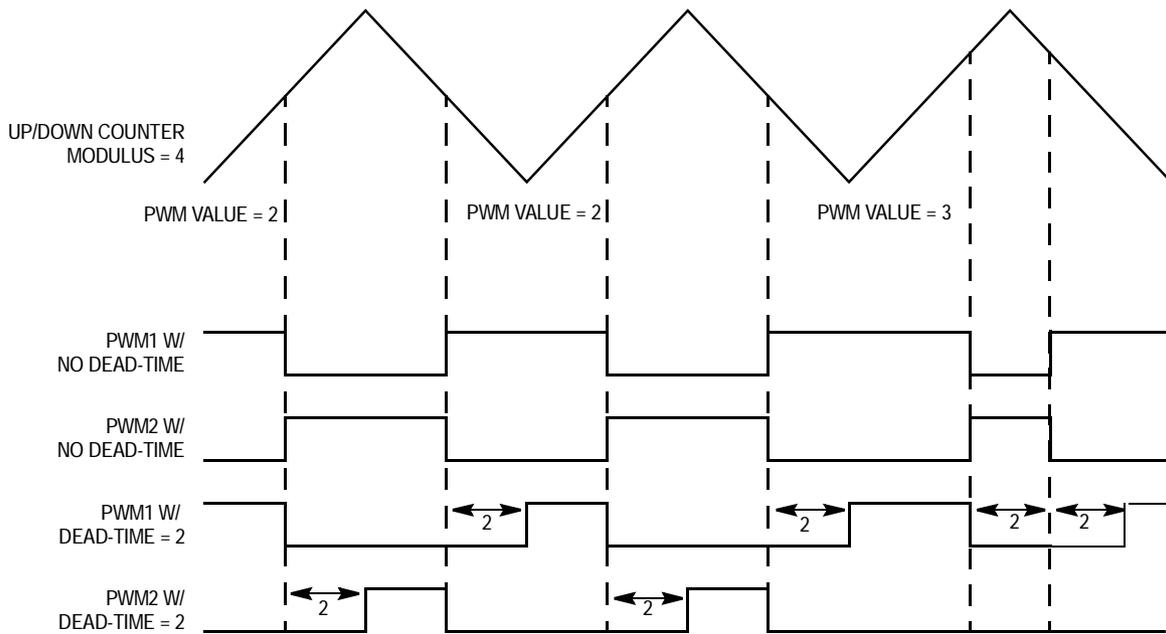 UP/DOWN COUNTER
MODULUS = 4
PWM VALUE = 2
PWM VALUE = 2
PWM VALUE = 3
PWM1 W/
NO DEAD-TIME
PWM2 W/
NO DEAD-TIME
PWM1 W/
DEAD-TIME = 2
2
2
2
2
PWM2 W/
DEAD-TIME = 2
2
2